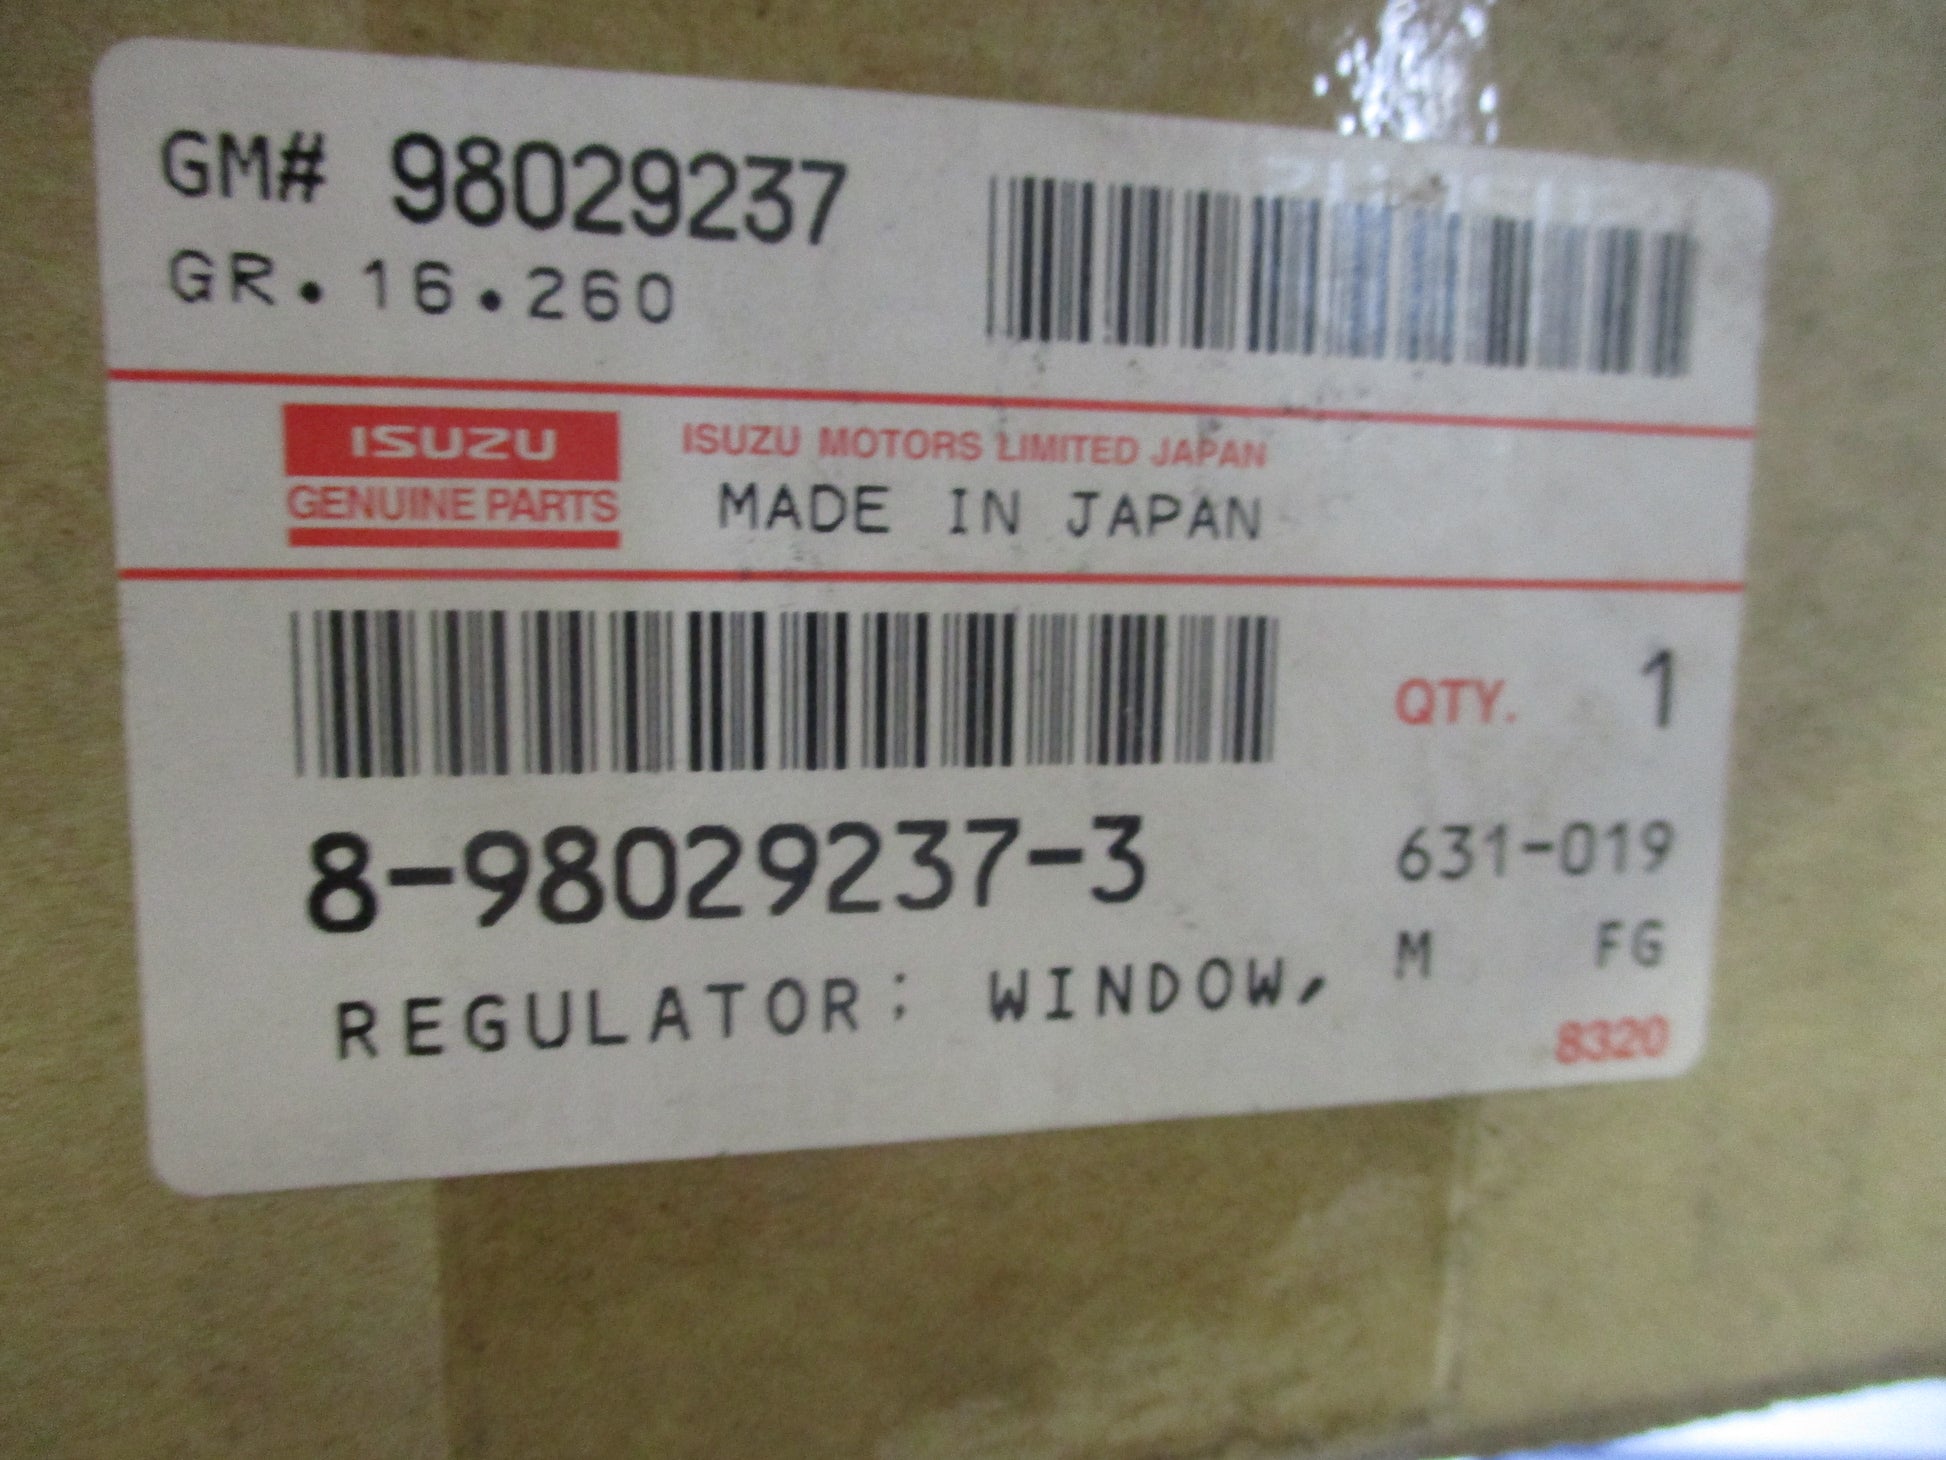 GM# 98029237
GR. 16.260
ISUZU
GENUINE PARTS
ISUZU MOTORS LIMITED JAPAN
MADE IN JAPAN
QTY. 1
8-98029237-3
631-019
REGULATOR; WINDOW,
M FG
8320